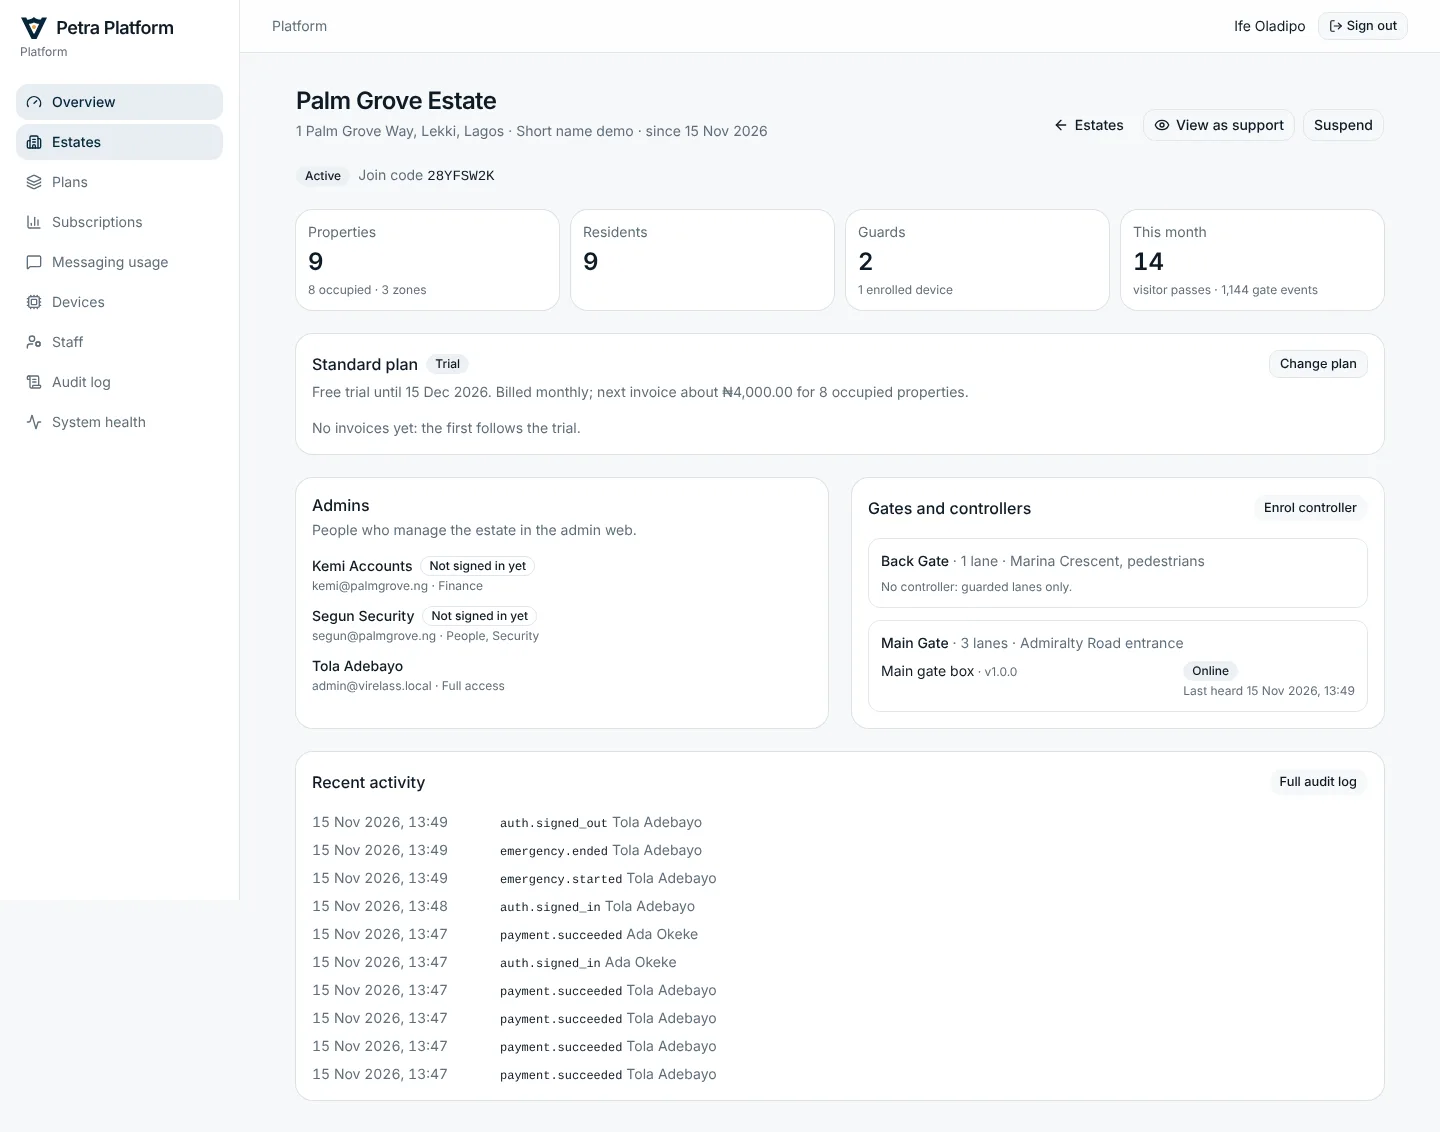 Petra Platform
Platform
Overview
Estates
Plans
Subscriptions
Messaging usage
Devices
Staff
Audit log
System health
Platform
Ife Oladipo
Sign out
Palm Grove Estate
1 Palm Grove Way, Lekki, Lagos · Short name demo · since 15 Nov 2026
Estates
View as support
Suspend
Active Join code 28YFSW2K
Properties
9
8 occupied · 3 zones
Residents
9
Guards
2
1 enrolled device
This month
14
visitor passes · 1,144 gate events
Standard plan Trial
Change plan
Free trial until 15 Dec 2026. Billed monthly; next invoice about ₦4,000.00 for 8 occupied properties.
No invoices yet: the first follows the trial.
Admins
People who manage the estate in the admin web.
Kemi Accounts Not signed in yet
kemi@palmgrove.ng · Finance
Segun Security Not signed in yet
segun@palmgrove.ng · People, Security
Tola Adebayo
admin@virelass.local · Full access
Gates and controllers
Enrol controller
Back Gate · 1 lane · Marina Crescent, pedestrians
No controller: guarded lanes only.
Main Gate · 3 lanes · Admiralty Road entrance
Main gate box · v1.0.0
Online
Last heard 15 Nov 2026, 13:49
Recent activity
Full audit log
15 Nov 2026, 13:49 auth.signed_out Tola Adebayo
15 Nov 2026, 13:49 emergency.ended Tola Adebayo
15 Nov 2026, 13:49 emergency.started Tola Adebayo
15 Nov 2026, 13:48 auth.signed_in Tola Adebayo
15 Nov 2026, 13:47 payment.succeeded Ada Okeke
15 Nov 2026, 13:47 auth.signed_in Ada Okeke
15 Nov 2026, 13:47 payment.succeeded Tola Adebayo
15 Nov 2026, 13:47 payment.succeeded Tola Adebayo
15 Nov 2026, 13:47 payment.succeeded Tola Adebayo
15 Nov 2026, 13:47 payment.succeeded Tola Adebayo